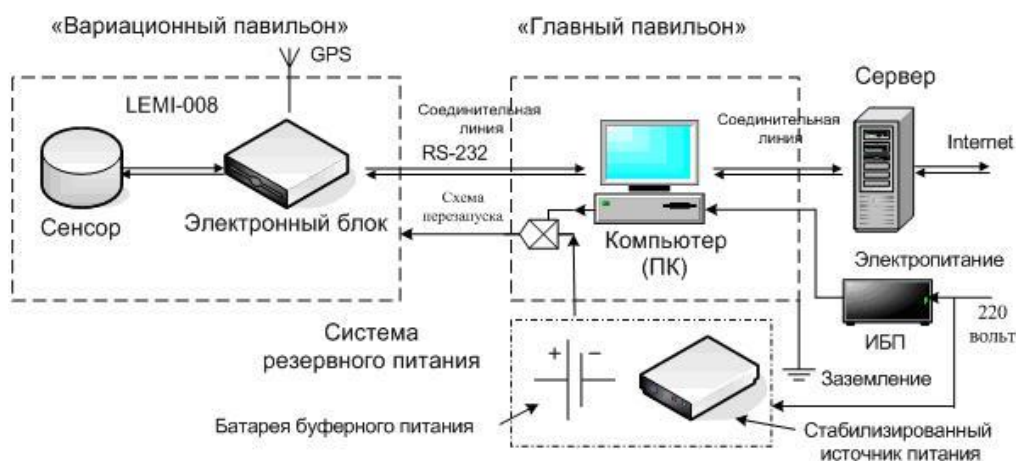 «Вариационный павильон»
«Главный павильон»
GPS
Сервер
LEMI-008
Соединительная
линия
RS-232
Соединительная
линия
Internet
Сенсор
Электронный блок
Схема
перезапуска
Компьютер
(ПК)
Электропитание
220
вольт
ИБП
Система
резервного питания
+
−
Заземление
Батарея буферного питания
Стабилизированный
источник питания